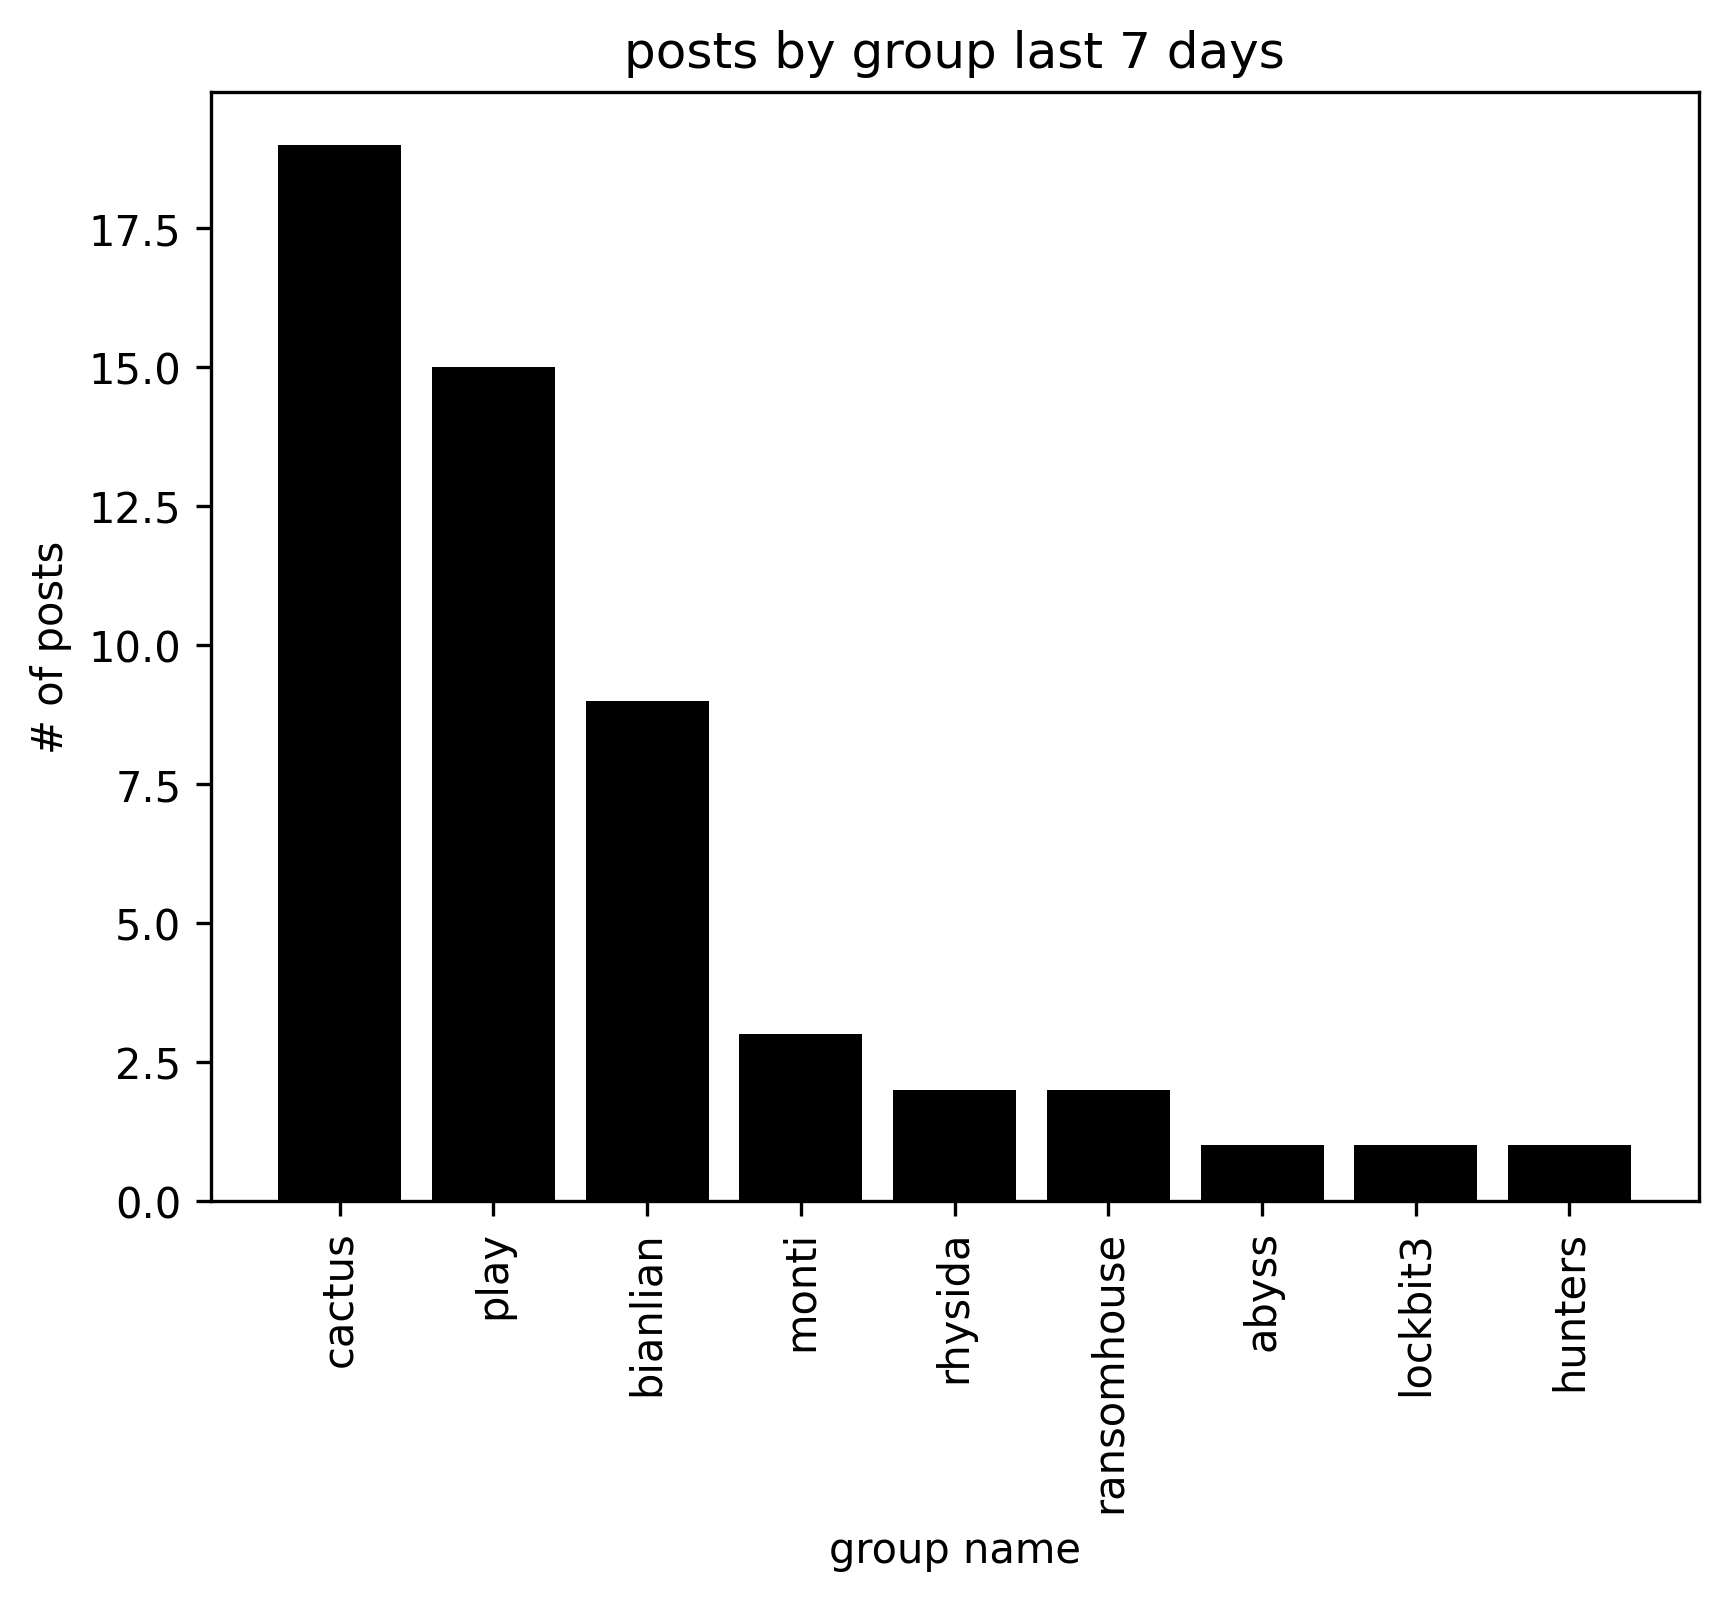 posts by group last 7 days
17.5
15.0
12.5
10.0
7.5
5.0
2.5
0.0
# of posts
cactus
play
bianlian
monti
rhysida
ransomhouse
abyss
lockbit3
hunters
group name